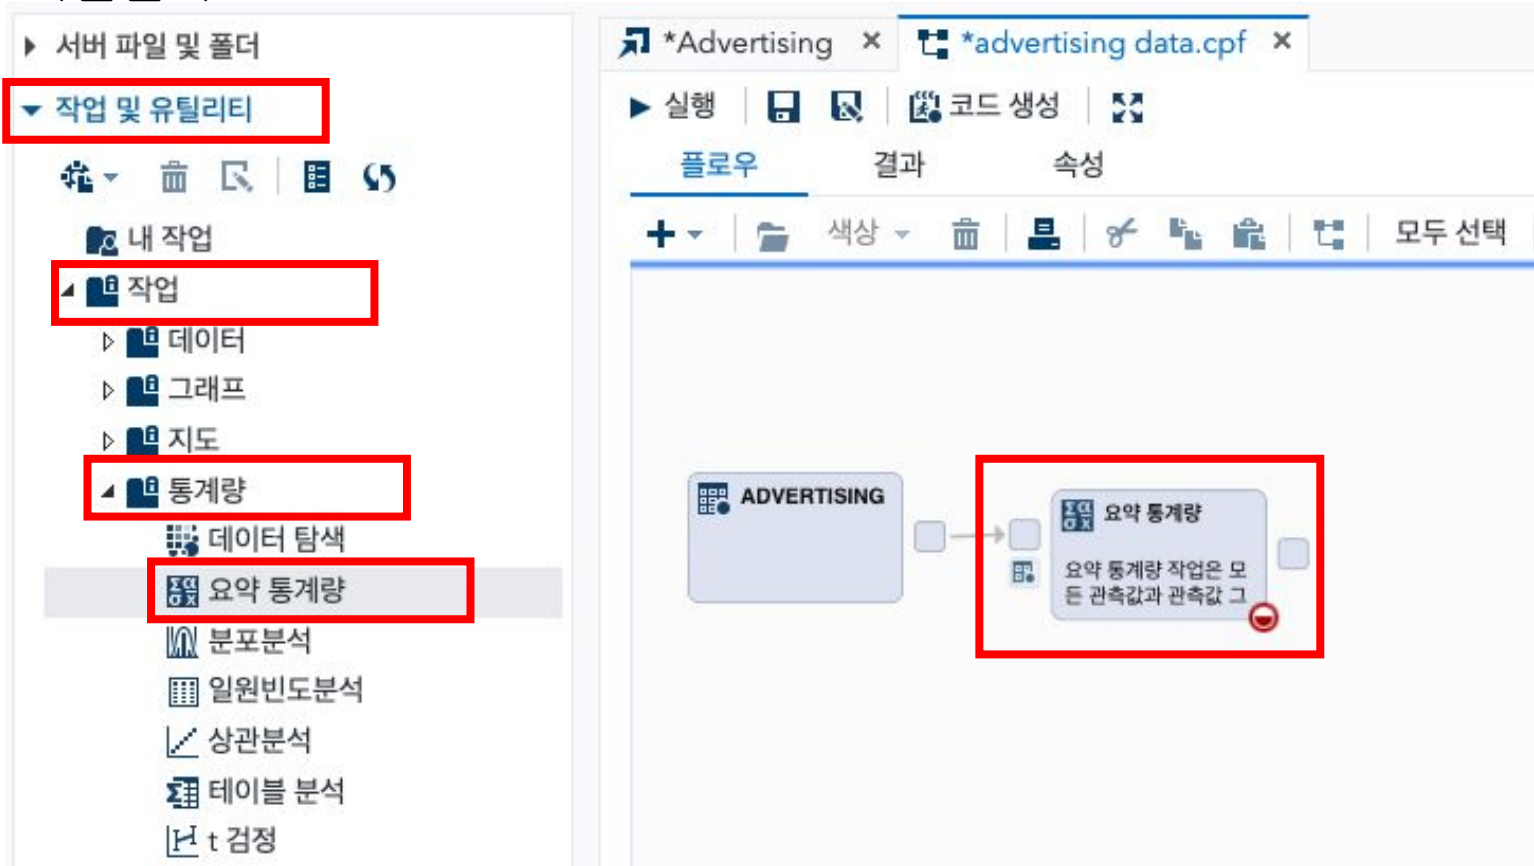 서버 파일 및 폴더
작업 및 유틸리티
내 작업
작업
데이터
그래프
지도
통계량
데이터 탐색
요약 통계량
분포분석
일원빈도분석
상관분석
테이블 분석
t 검정
*Advertising
*advertising data.cpf
실행
코드 생성
플로우 결과 속성
색상
모두 선택
ADVERTISING
요약 통계량
요약 통계량 작업은 모
든 관측값과 관측값 그